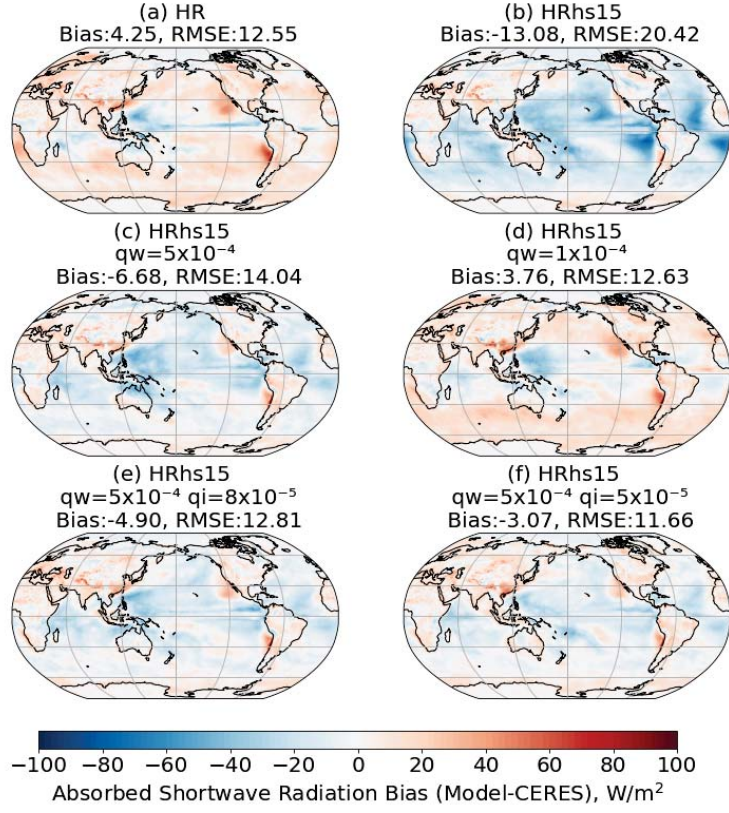 (a) HR
Bias:4.25, RMSE:12.55
(b) HRhs15
Bias:-13.08, RMSE:20.42
(c) HRhs15
qw=5x10⁻⁴
Bias:-6.68, RMSE:14.04
(d) HRhs15
qw=1x10⁻⁴
Bias:3.76, RMSE:12.63
(e) HRhs15
qw=5x10⁻⁴ qi=8x10⁻⁵
Bias:-4.90, RMSE:12.81
(f) HRhs15
qw=5x10⁻⁴ qi=5x10⁻⁵
Bias:-3.07, RMSE:11.66
−100 −80 −60 −40 −20 0 20 40 60 80 100
Absorbed Shortwave Radiation Bias (Model-CERES), W/m²